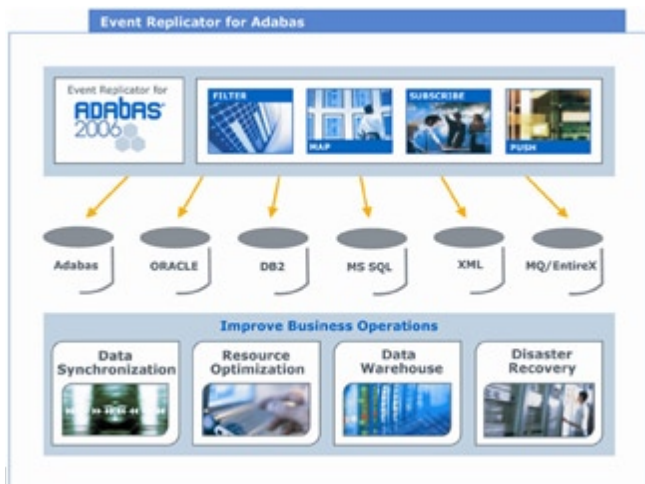 Event Replicator for Adabas
Event Replicator for
ADABAS
2006
FILTER
MAP
SUBSCRIBE
PUSH
Adabas
ORACLE
DB2
MS SQL
XML
MQ/EntireX
Improve Business Operations
Data
Synchronization
Resource
Optimization
Data
Warehouse
Disaster
Recovery